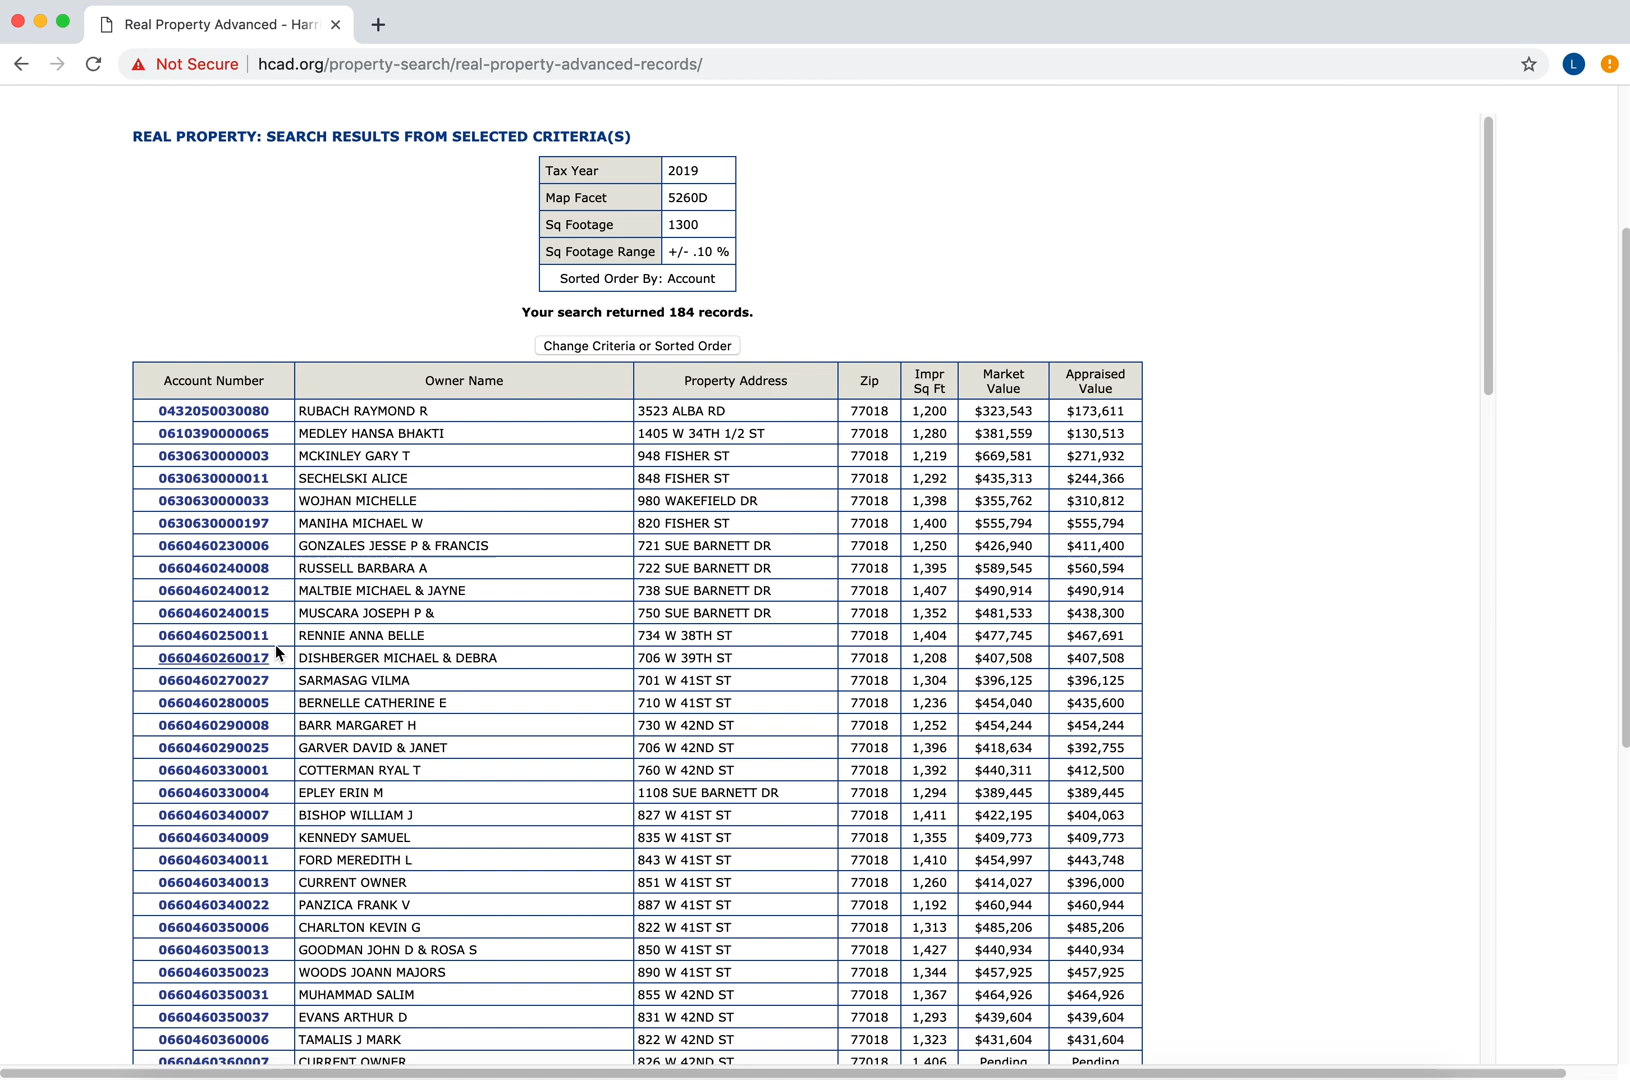 Real Property Advanced - Harr
Not Secure hcad.org/property-search/real-property-advanced-records/ L
REAL PROPERTY: SEARCH RESULTS FROM SELECTED CRITERIA(S)
Tax Year 2019
Map Facet 5260D
Sq Footage 1300
Sq Footage Range +/- .10 %
Sorted Order By: Account
Your search returned 184 records.
Change Criteria or Sorted Order
Account Number Owner Name Property Address Zip Impr Sq Ft Market Value Appraised Value
0432050030080 RUBACH RAYMOND R 3523 ALBA RD 77018 1,200 $323,543 $173,611
0610390000065 MEDLEY HANSA BHAKTI 1405 W 34TH 1/2 ST 77018 1,280 $381,559 $130,513
0630630000003 MCKINLEY GARY T 948 FISHER ST 77018 1,219 $669,581 $271,932
0630630000011 SECHELSKI ALICE 848 FISHER ST 77018 1,292 $435,313 $244,366
0630630000033 WOJHAN MICHELLE 980 WAKEFIELD DR 77018 1,398 $355,762 $310,812
0630630000197 MANIHA MICHAEL W 820 FISHER ST 77018 1,400 $555,794 $555,794
0660460230006 GONZALES JESSE P & FRANCIS 721 SUE BARNETT DR 77018 1,250 $426,940 $411,400
0660460240008 RUSSELL BARBARA A 722 SUE BARNETT DR 77018 1,395 $589,545 $560,594
0660460240012 MALTBIE MICHAEL & JAYNE 738 SUE BARNETT DR 77018 1,407 $490,914 $490,914
0660460240015 MUSCARA JOSEPH P & 750 SUE BARNETT DR 77018 1,352 $481,533 $438,300
0660460250011 RENNIE ANNA BELLE 734 W 38TH ST 77018 1,404 $477,745 $467,691
0660460260017 DISHBERGER MICHAEL & DEBRA 706 W 39TH ST 77018 1,208 $407,508 $407,508
0660460270027 SARMASAG VILMA 701 W 41ST ST 77018 1,304 $396,125 $396,125
0660460280005 BERNELLE CATHERINE E 710 W 41ST ST 77018 1,236 $454,040 $435,600
0660460290008 BARR MARGARET H 730 W 42ND ST 77018 1,252 $454,244 $454,244
0660460290025 GARVER DAVID & JANET 706 W 42ND ST 77018 1,396 $418,634 $392,755
0660460330001 COTTERMAN RYAL T 760 W 42ND ST 77018 1,392 $440,311 $412,500
0660460330004 EPLEY ERIN M 1108 SUE BARNETT DR 77018 1,294 $389,445 $389,445
0660460340007 BISHOP WILLIAM J 827 W 41ST ST 77018 1,411 $422,195 $404,063
0660460340009 KENNEDY SAMUEL 835 W 41ST ST 77018 1,355 $409,773 $409,773
0660460340011 FORD MEREDITH L 843 W 41ST ST 77018 1,410 $454,997 $443,748
0660460340013 CURRENT OWNER 851 W 41ST ST 77018 1,260 $414,027 $396,000
0660460340022 PANZICA FRANK V 887 W 41ST ST 77018 1,192 $460,944 $460,944
0660460350006 CHARLTON KEVIN G 822 W 41ST ST 77018 1,313 $485,206 $485,206
0660460350013 GOODMAN JOHN D & ROSA S 850 W 41ST ST 77018 1,427 $440,934 $440,934
0660460350023 WOODS JOANN MAJORS 890 W 41ST ST 77018 1,344 $457,925 $457,925
0660460350031 MUHAMMAD SALIM 855 W 42ND ST 77018 1,367 $464,926 $464,926
0660460350037 EVANS ARTHUR D 831 W 42ND ST 77018 1,293 $439,604 $439,604
0660460360006 TAMALIS J MARK 822 W 42ND ST 77018 1,323 $431,604 $431,604
0660460360007 CURRENT OWNER 826 W 42ND ST 77018 1,406 Pending Pending